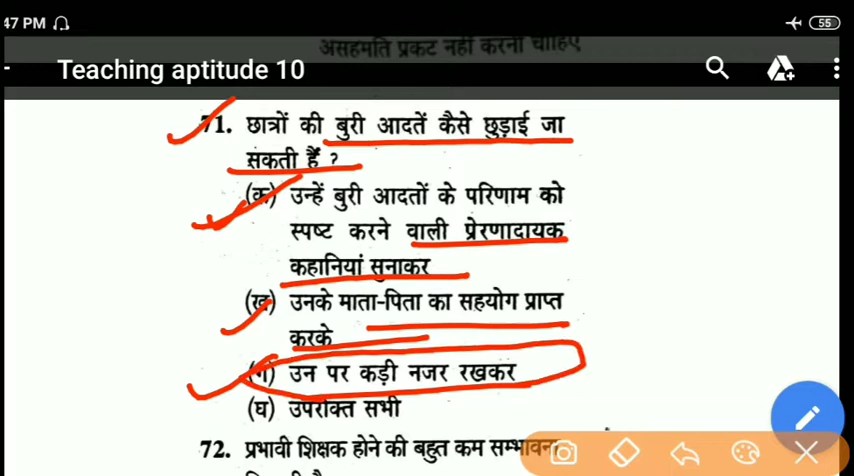 47 PM
55
असहमति प्रकट नहीं करनी चाहिए
Teaching aptitude 10
71. छात्रों की बुरी आदतें कैसे छुड़ाई जा
सकती हैं ?
(क) उन्हें बुरी आदतों के परिणाम को
स्पष्ट करने वाली प्रेरणादायक
कहानियां सुनाकर
(ख) उनके माता-पिता का सहयोग प्राप्त
करके
(ग) उन पर कड़ी नजर रखकर
(घ) उपरोक्त सभी
72. प्रभावी शिक्षक होने की बहुत कम सम्भावना